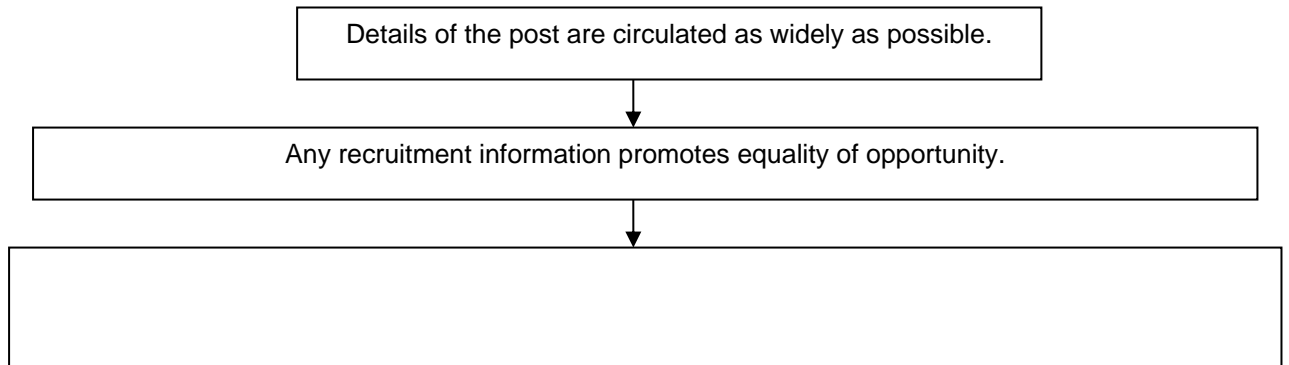 Details of the post are circulated as widely as possible.
Any recruitment information promotes equality of opportunity.